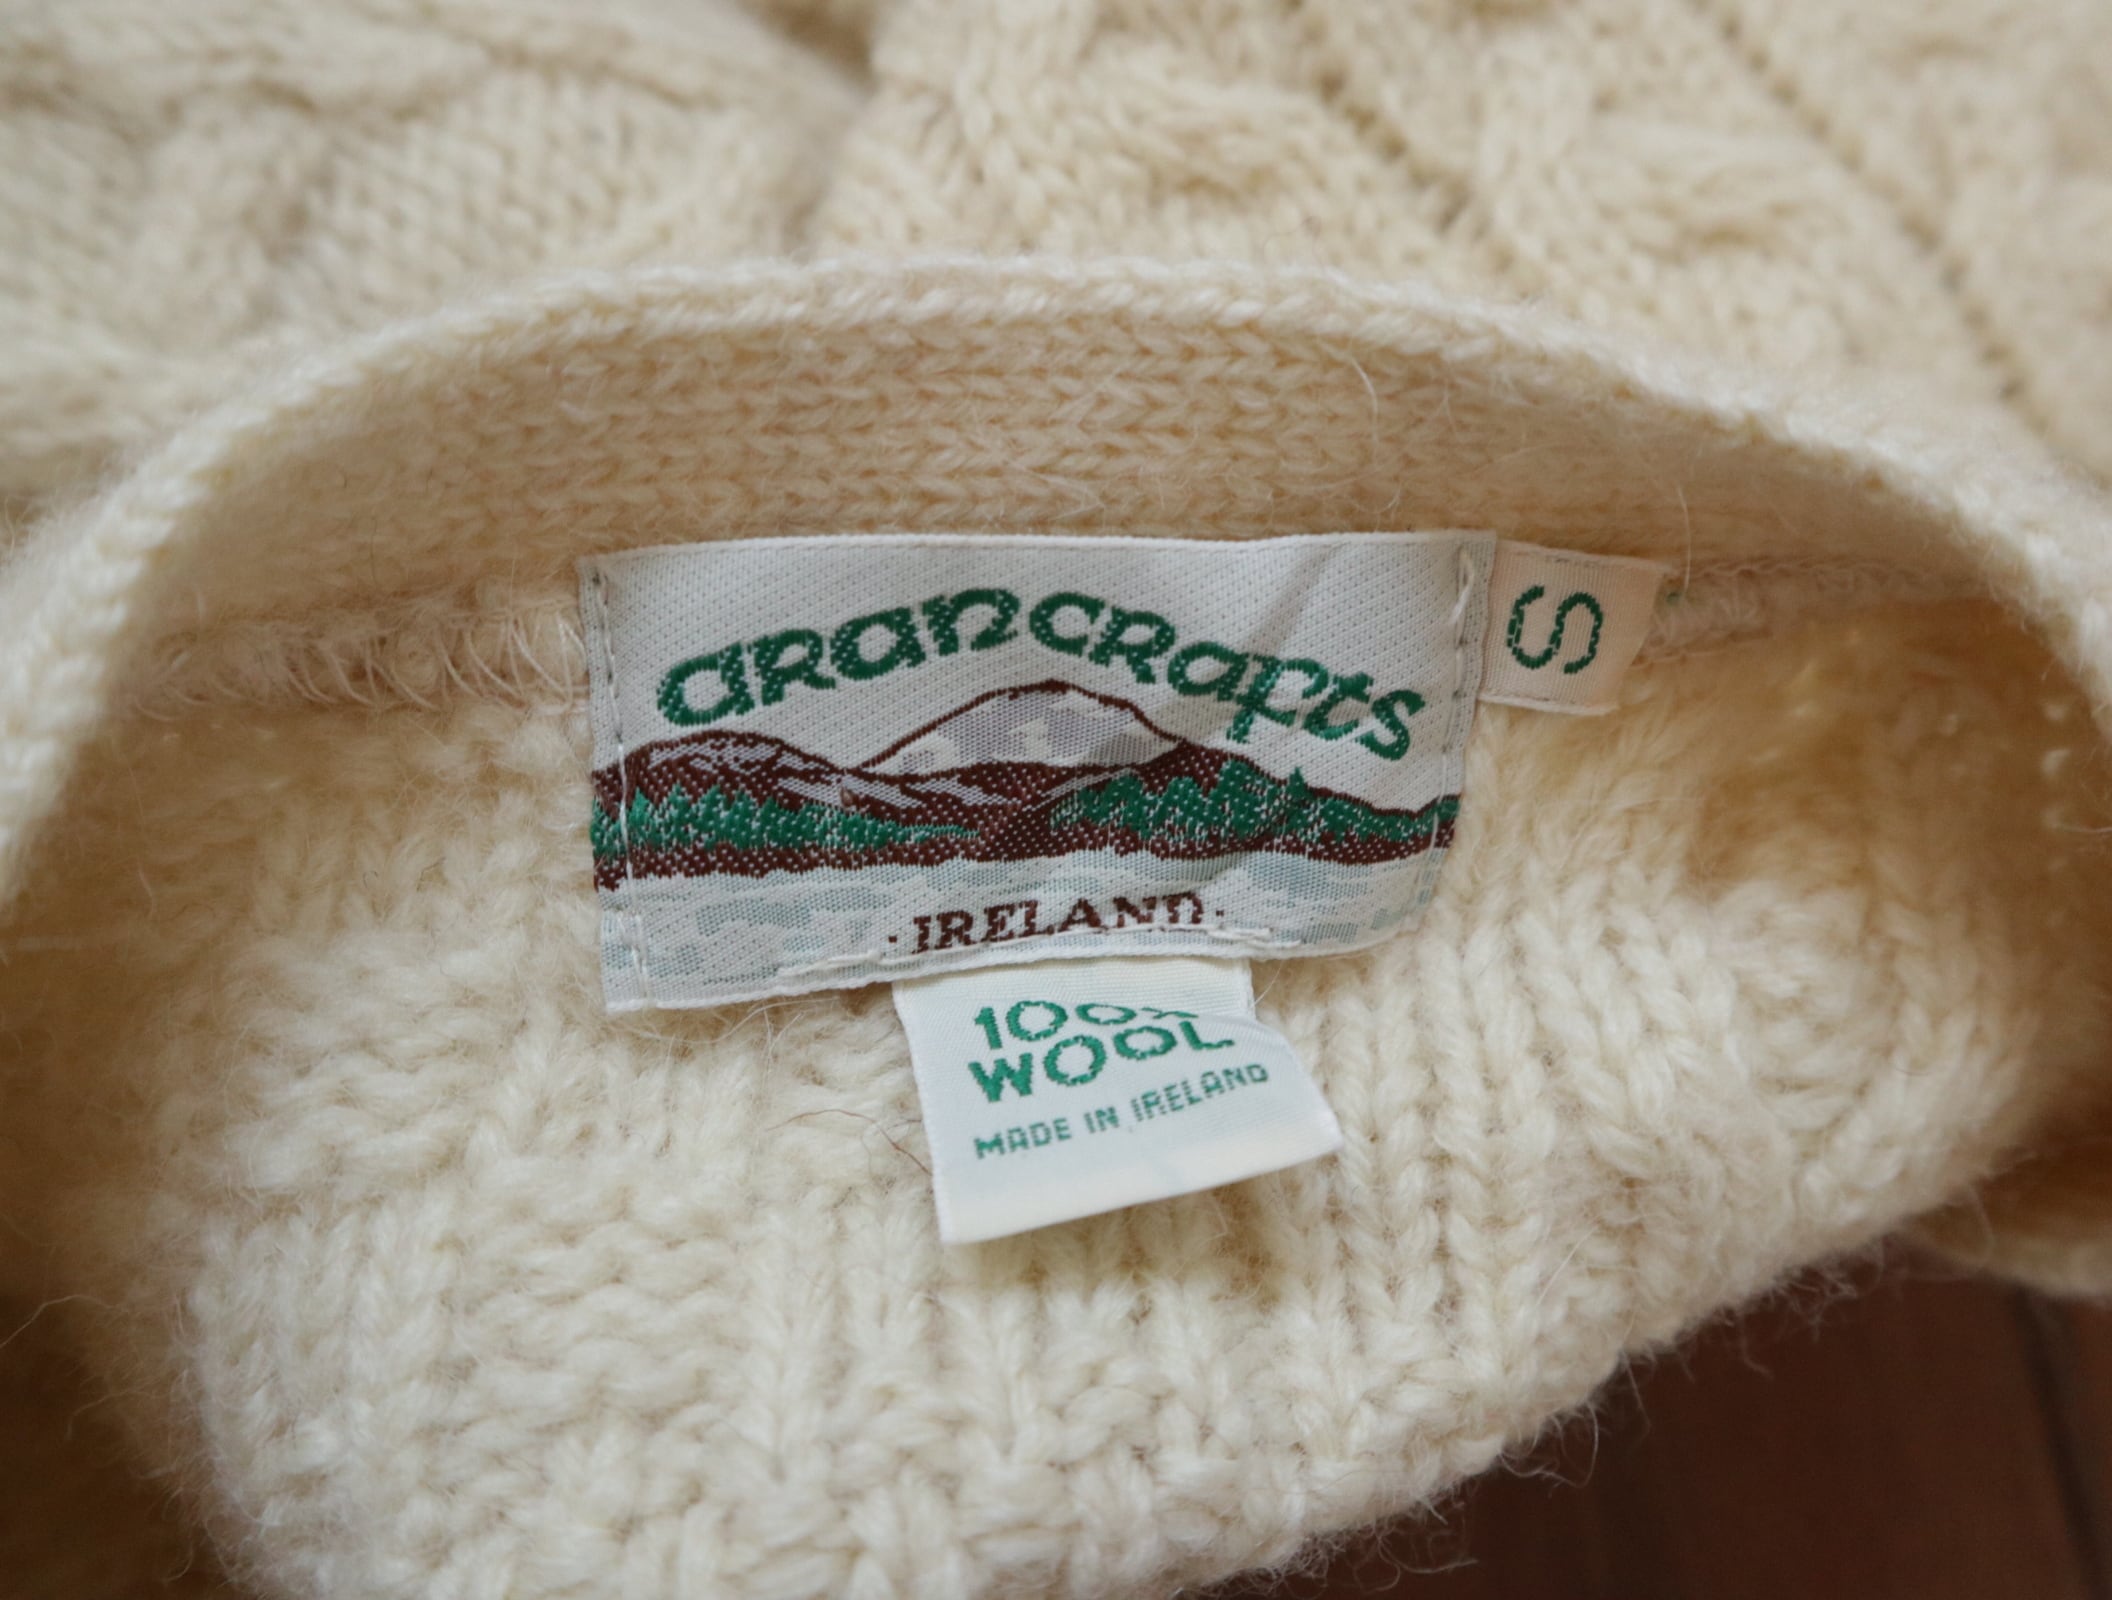 arancrafts
S
·IRELAND·
100%
WOOL
MADE IN IRELAND